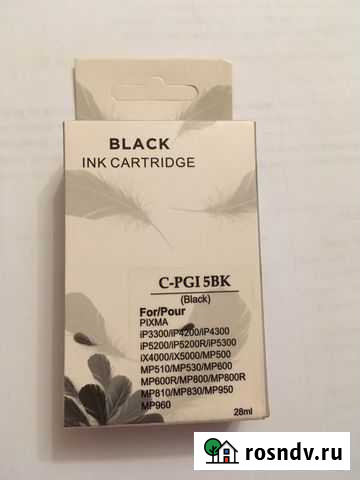 BLACK
INK CARTRIDGE
C-PGI 5BK
(Black)
For/Pour
PIXMA
iP3300/iP4200/iP4300
iP5200/iP5200R/iP5300
iX4000/iX5000/MP500
MP510/MP530/MP600
MP600R/MP800/MP800R
MP810/MP830/MP950
MP960
28ml
rosndv.ru